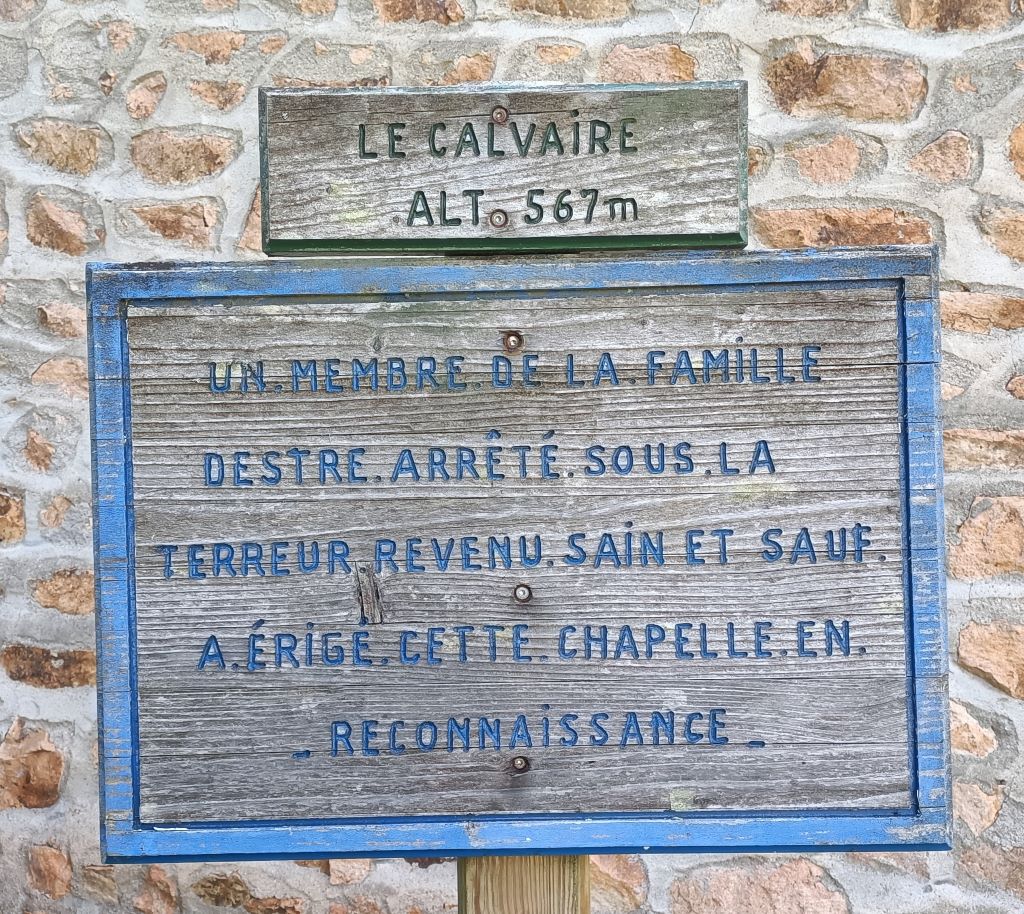 LE CALVAiRE
.ALT. 567m
UN.MEMBRE.DE LA.FAMiLLE
DESTRE.ARRÊTÉ.SOUS.LA
TERREUR REVENU.SAiN ET SAUF.
A.ÉRiGÉ.CETTE.CHAPELLE.EN.
_ RECONNAiSSANCE _